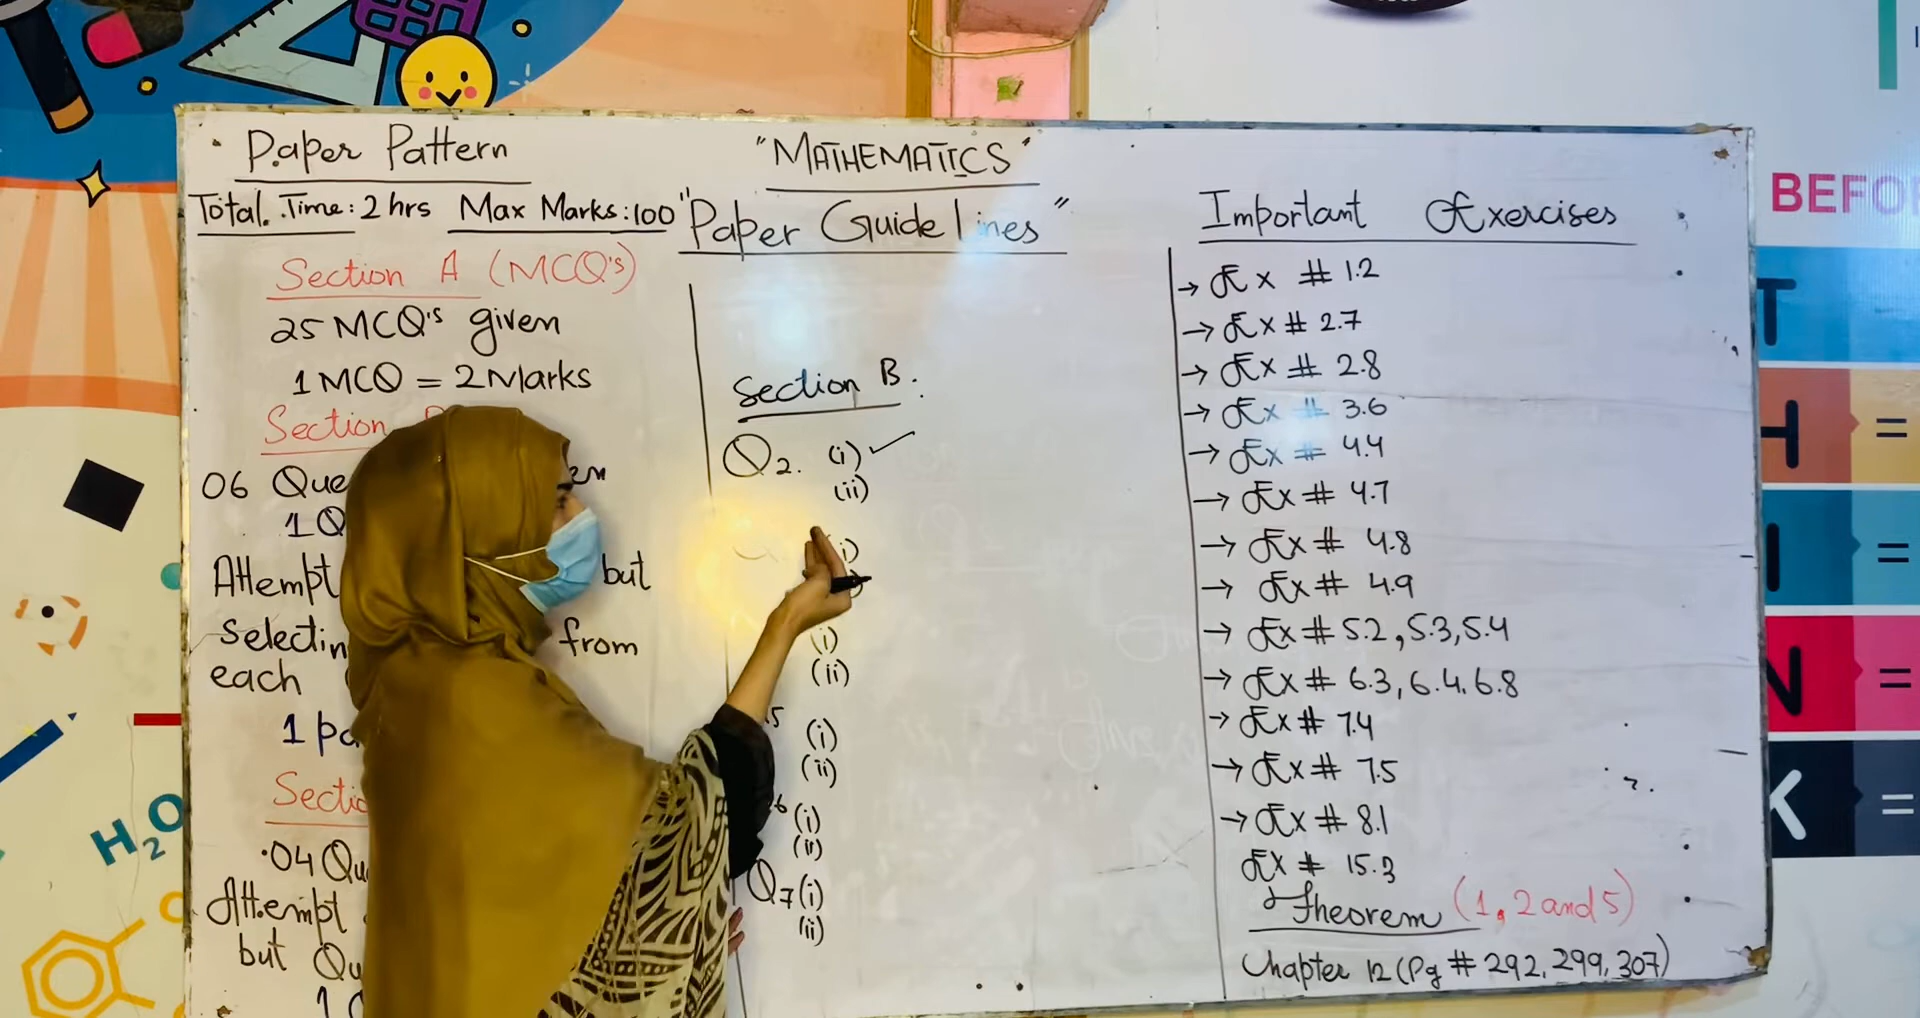 Paper Pattern
Total. Time: 2 hrs Max Marks: 100
Section A (MCQ's)
25 MCQ's given
1 MCQ = 2 Marks
Section
06
1 Q
Attempt but
from
each
1
04
Attempt
but
1
"MATHEMATICS"
"Paper Guidelines"
Section B.
Q2. (i) ✓
(ii)
(i)
(ii)
(i)
(ii)
6 (i)
(ii)
Q7 (i)
(ii)
Important Exercises
→ Ex # 1.2
→ Ex # 2.7
→ Ex # 2.8
→ Ex # 3.6
→ Ex # 4.4
→ Ex # 4.7
→ Ex # 4.8
→ Ex # 4.9
→ Ex # 5.2, 5.3, 5.4
→ Ex # 6.3, 6.4, 6.8
→ Ex # 7.4
→ Ex # 7.5
→ Ex # 8.1
Ex # 15.3
Theorem (1, 2 and 5)
Chapter 12 (Pg # 292, 299, 307)
H2O
BEFO
T
H =
I =
N =
K =